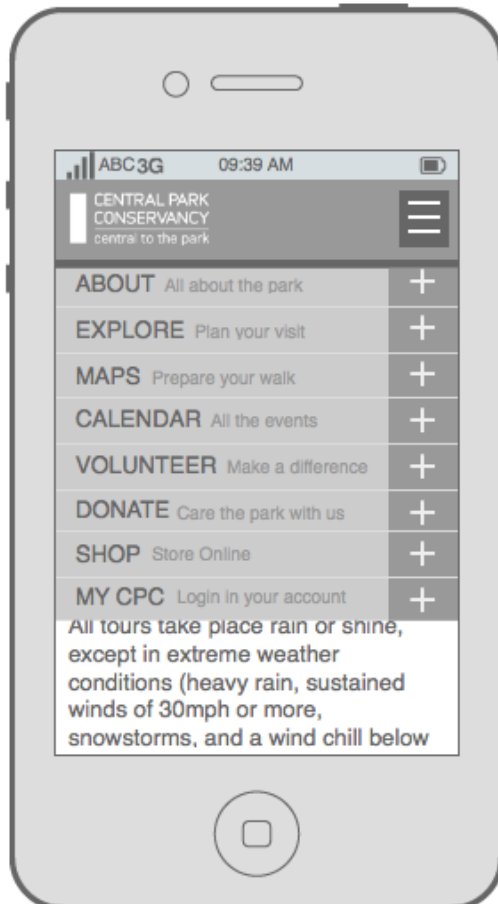 ABC 3G 09:39 AM
CENTRAL PARK
CONSERVANCY
central to the park
ABOUT All about the park
EXPLORE Plan your visit
MAPS Prepare your walk
CALENDAR All the events
VOLUNTEER Make a difference
DONATE Care the park with us
SHOP Store Online
MY CPC Login in your account
All tours take place rain or shine,
except in extreme weather
conditions (heavy rain, sustained
winds of 30mph or more,
snowstorms, and a wind chill below